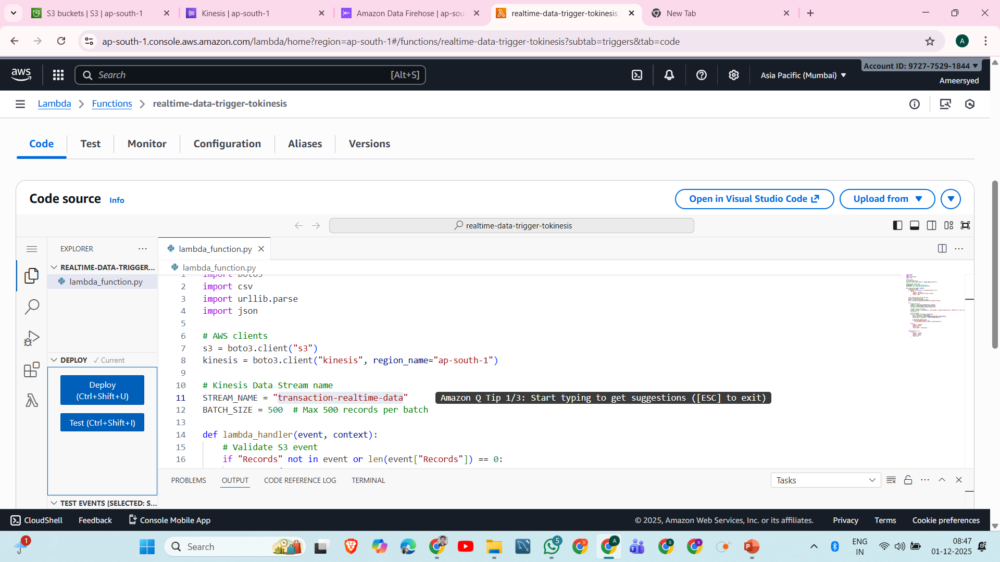 S3 buckets | S3 | ap-south-1
Kinesis | ap-south-1
Amazon Data Firehose | ap-sou
realtime-data-trigger-tokinesis
New Tab
ap-south-1.console.aws.amazon.com/lambda/home?region=ap-south-1#/functions/realtime-data-trigger-tokinesis?subtab=triggers&tab=code
A
aws
Search
[Alt+S]
Asia Pacific (Mumbai)
Account ID: 9727-7529-1844
Ameersyed
Lambda
Functions
realtime-data-trigger-tokinesis
Code
Test
Monitor
Configuration
Aliases
Versions
Code source
Info
Open in Visual Studio Code
Upload from
realtime-data-trigger-tokinesis
EXPLORER
REALTIME-DATA-TRIGGER...
lambda_function.py
DEPLOY
Current
Deploy
(Ctrl+Shift+U)
Test (Ctrl+Shift+I)
TEST EVENTS [SELECTED: S...
lambda_function.py
lambda_function.py
1 import boto3
2 import csv
3 import urllib.parse
4 import json
5
6 # AWS clients
7 s3 = boto3.client("s3")
8 kinesis = boto3.client("kinesis", region_name="ap-south-1")
9
10 # Kinesis Data Stream name
11 STREAM_NAME = "transaction-realtime-data"
Amazon Q Tip 1/3: Start typing to get suggestions ([ESC] to exit)
12 BATCH_SIZE = 500  # Max 500 records per batch
13
14 def lambda_handler(event, context):
15 # Validate S3 event
16 if "Records" not in event or len(event["Records"]) == 0:
PROBLEMS
OUTPUT
CODE REFERENCE LOG
TERMINAL
Tasks
CloudShell
Feedback
Console Mobile App
© 2025, Amazon Web Services, Inc. or its affiliates.
Privacy
Terms
Cookie preferences
1
Search
5
S
A
S
S
ENG
IN
08:47
01-12-2025